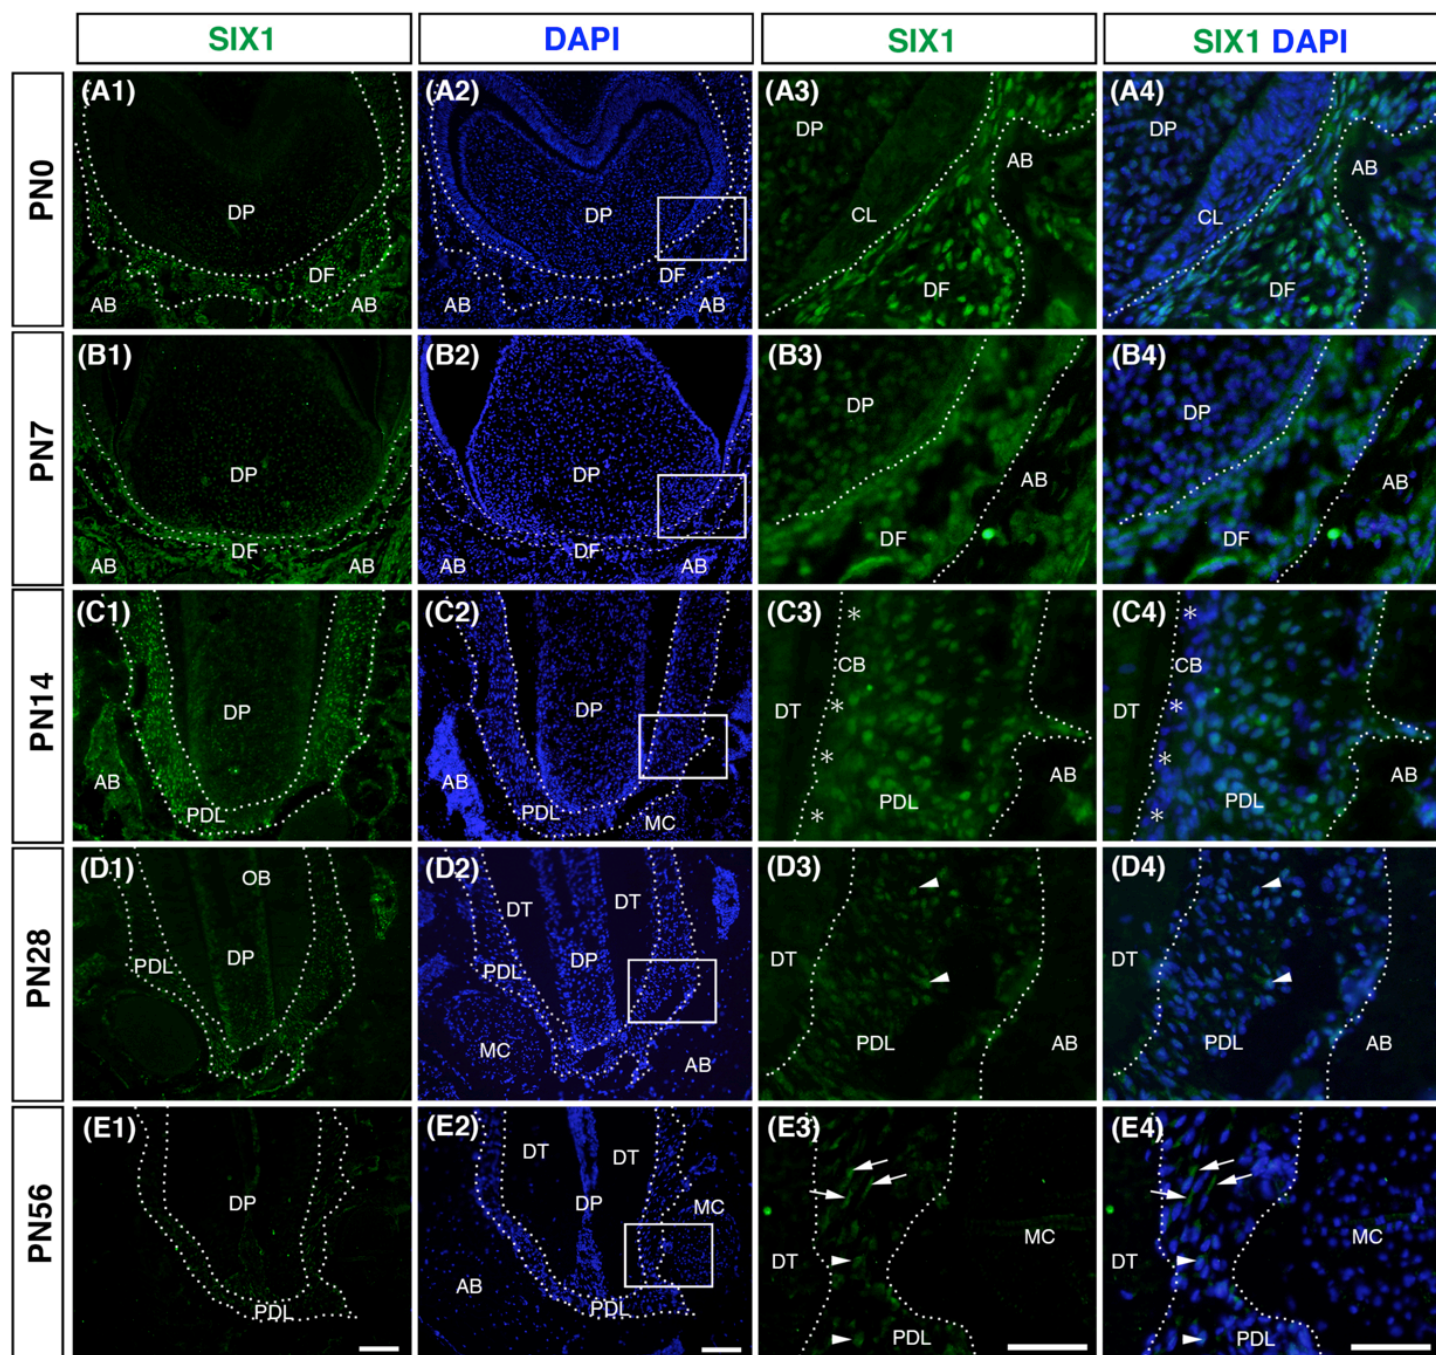 SIX1 DAPI SIX1 SIX1 DAPI
PN0
(A1) (A2) (A3) (A4)
DP DP
AB AB
DP DP
CL CL
DF DF DF DF
AB AB AB AB
PN7
(B1) (B2) (B3) (B4)
DP DP
DP DP
AB AB
DF DF DF DF
AB AB AB AB
PN14
(C1) (C2) (C3) (C4)
CB CB
DP DP DT DT
AB AB AB AB
PDL PDL PDL PDL
MC
PN28
(D1) (D2) (D3) (D4)
OB
DT DT
PDL DP PDL DP DT DT
MC AB PDL AB PDL AB
PN56
(E1) (E2) (E3) (E4)
DT DT
DP DP MC
DT MC DT MC
AB
PDL PDL PDL PDL